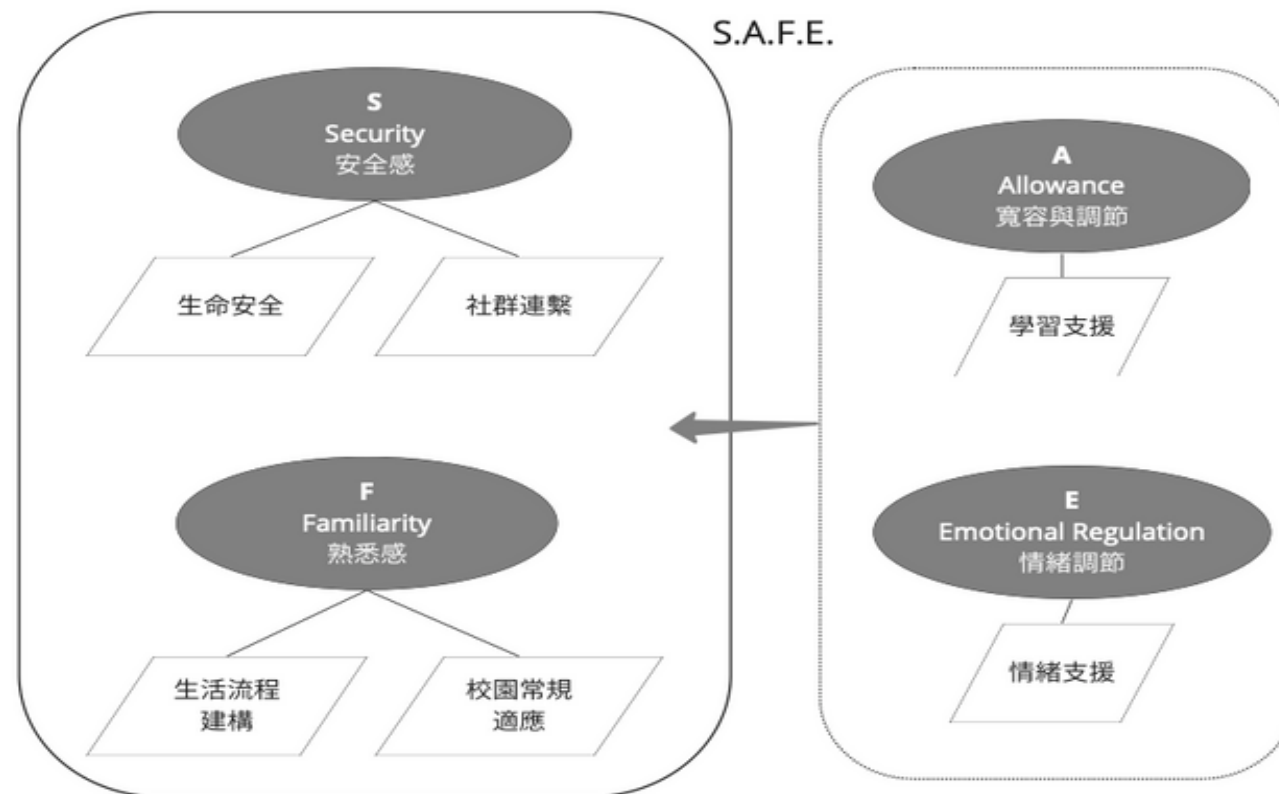 S.A.F.E.
S
Security
安全感
生命安全
社群連繫
F
Familiarity
熟悉感
生活流程
建構
校園常規
適應
A
Allowance
寬容與調節
學習支援
E
Emotional Regulation
情緒調節
情緒支援